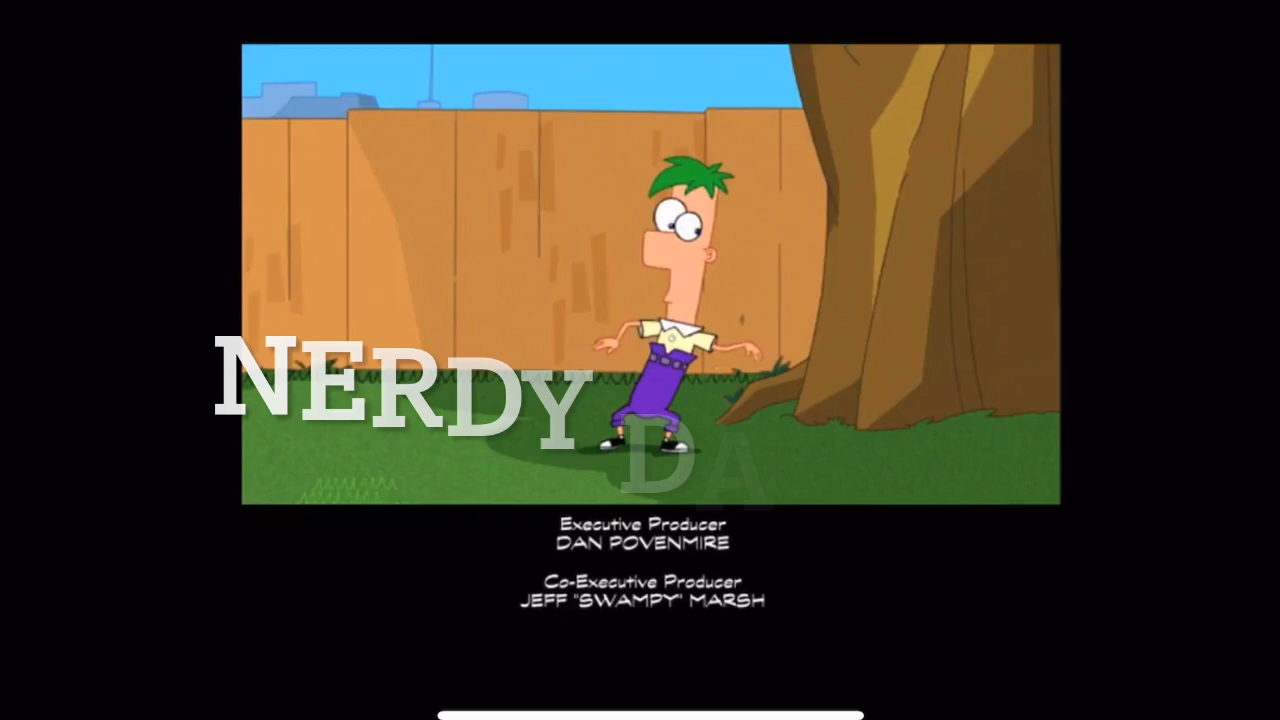 NERDY DA
Executive Producer
DAN POVENMIRE
Co-Executive Producer
JEFF "SWAMPY" MARSH